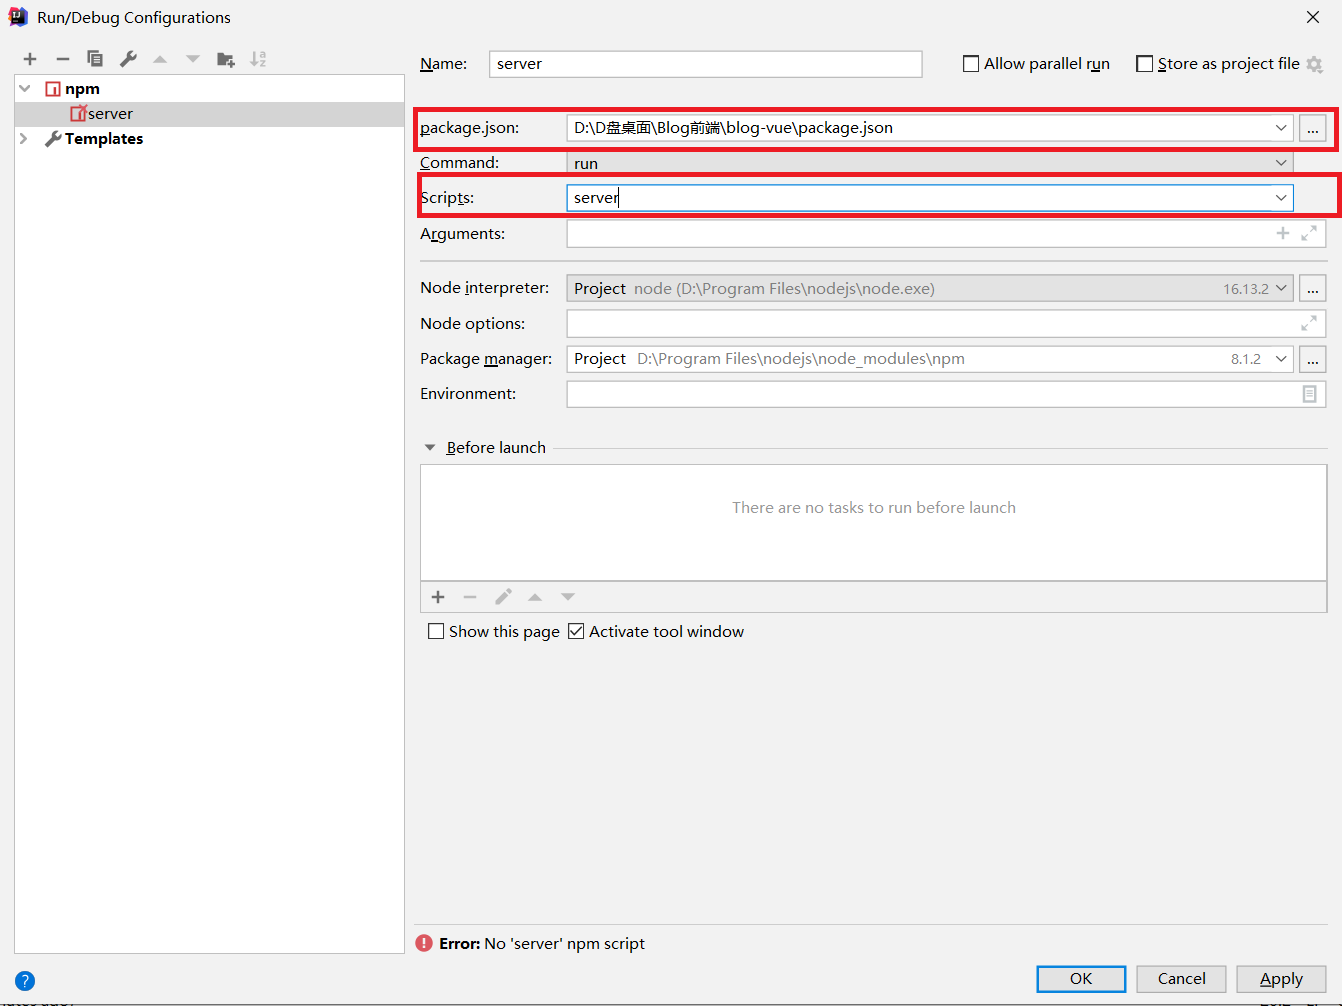 Run/Debug Configurations
npm
server
Templates
Name: server
Allow parallel run
Store as project file
package.json: D:\D盘桌面\Blog前端\blog-vue\package.json
...
Command: run
Scripts: server
Arguments:
Node interpreter: Project node (D:\Program Files\nodejs\node.exe) 16.13.2
...
Node options:
Package manager: Project D:\Program Files\nodejs\node_modules\npm 8.1.2
...
Environment:
Before launch
There are no tasks to run before launch
Show this page
Activate tool window
Error: No 'server' npm script
?
OK
Cancel
Apply